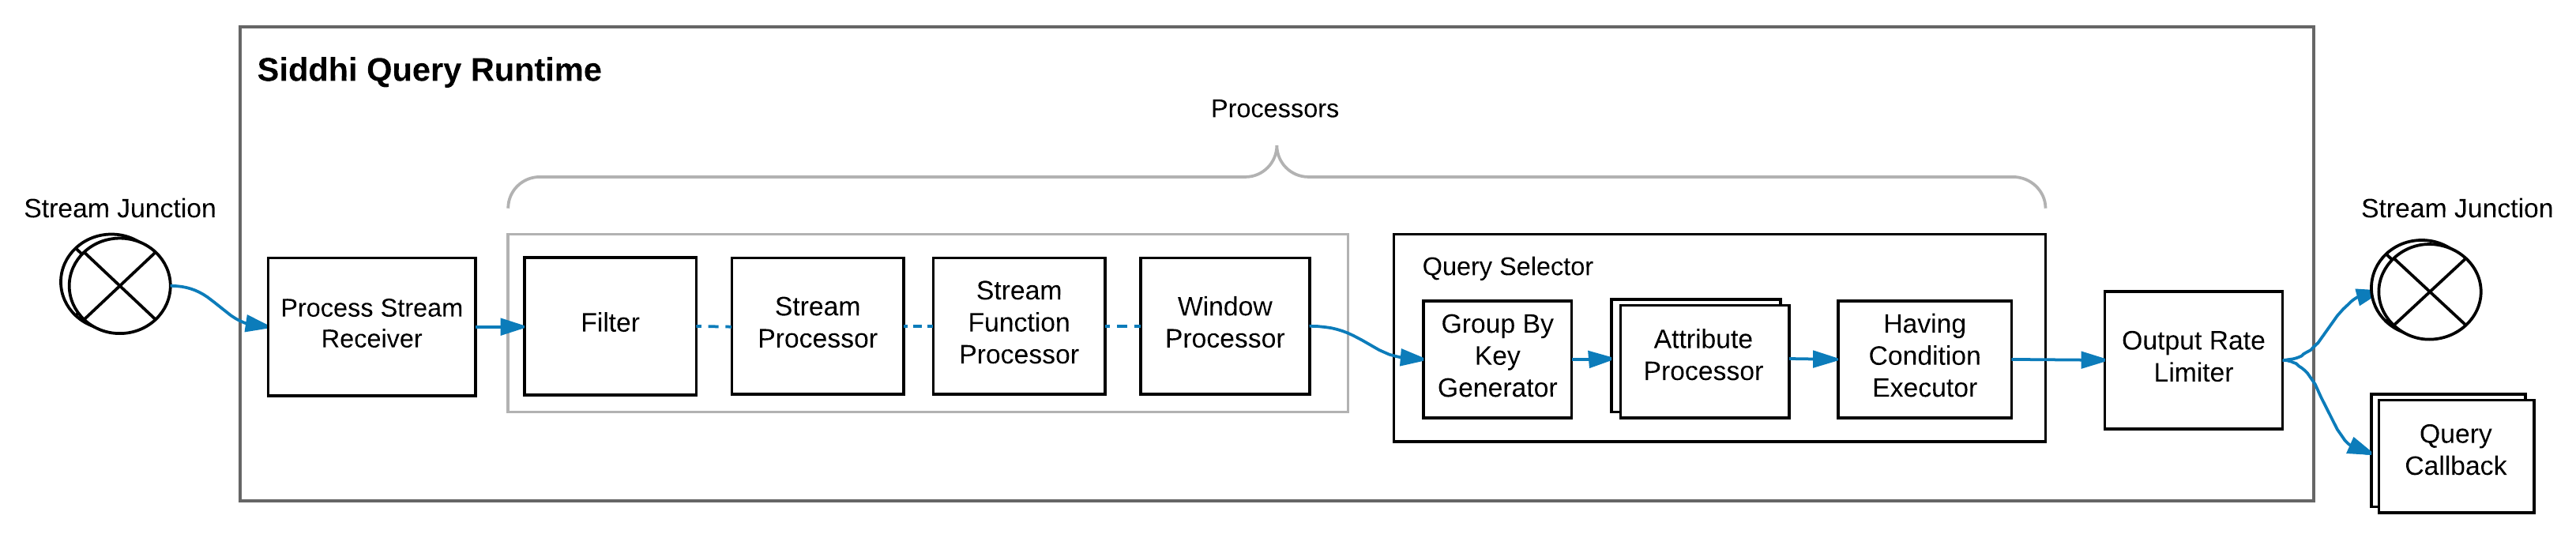 Siddhi Query Runtime
Processors
Stream Junction
Process Stream
Receiver
Filter
Stream
Processor
Stream
Function
Processor
Window
Processor
Query Selector
Group By
Key
Generator
Attribute
Processor
Having
Condition
Executor
Output Rate
Limiter
Stream Junction
Query
Callback